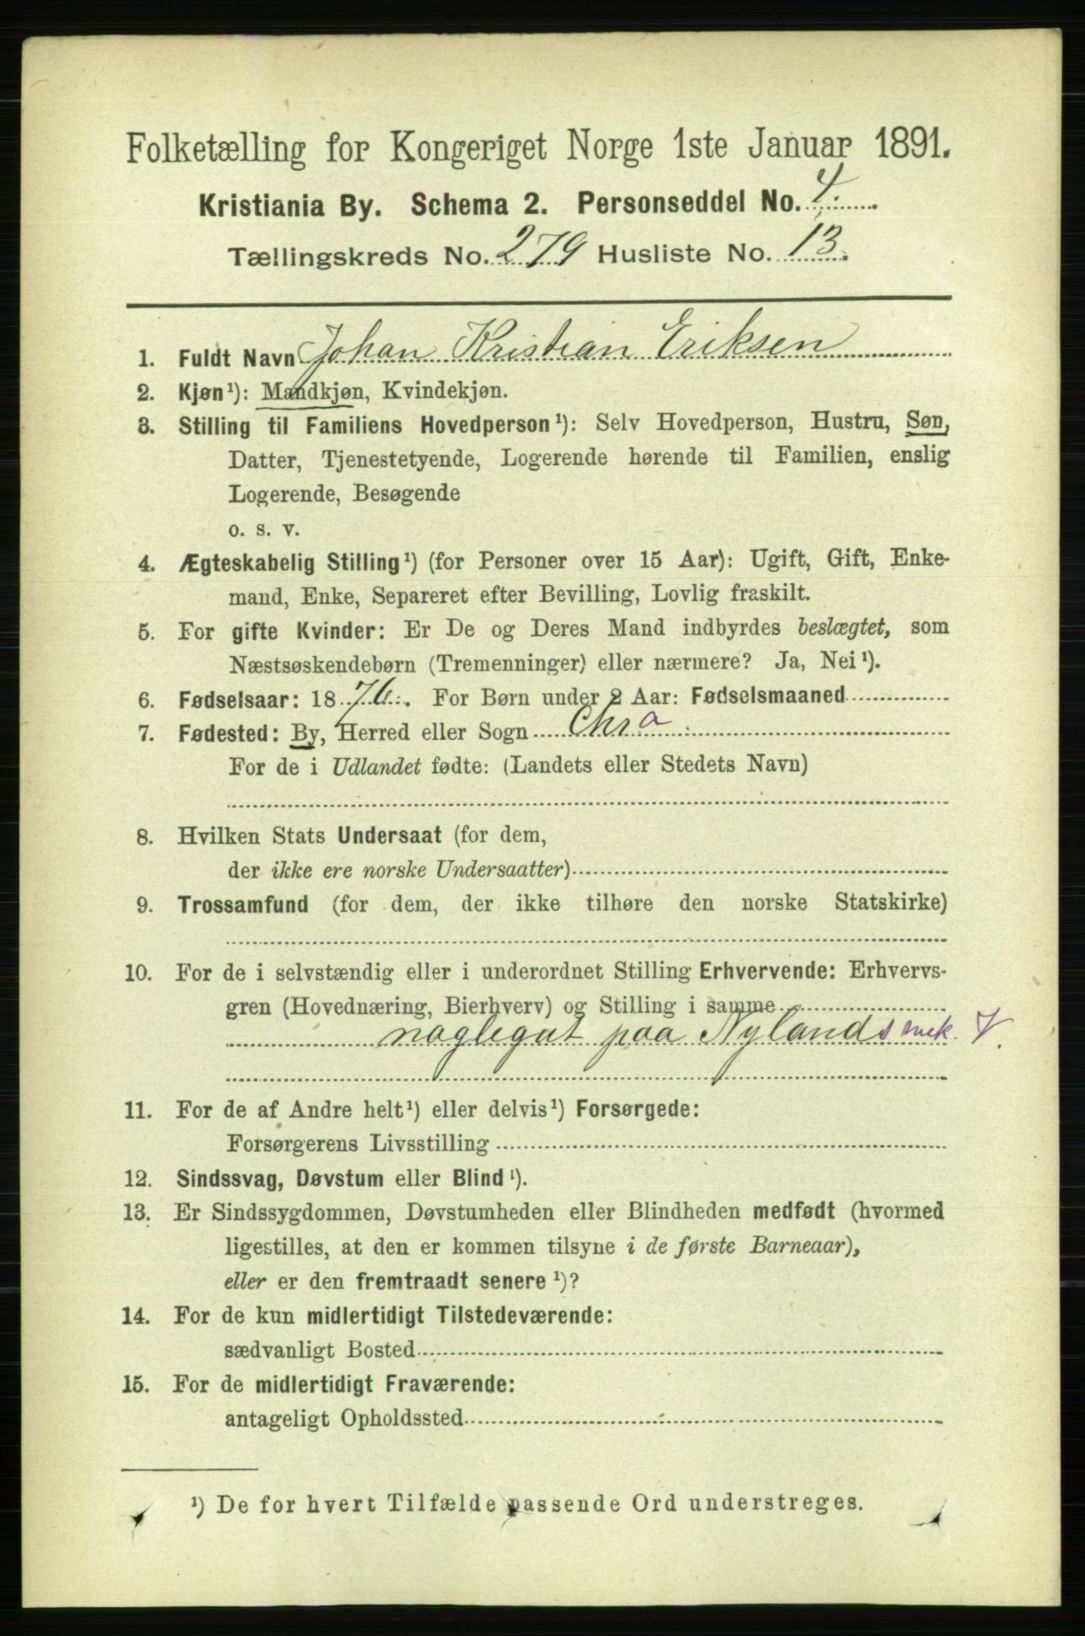 Folketælling for Kongeriget Norge 1ste Januar 1891.
Kristiania By. Schema 2. Personseddel No. 4.
Tællingskreds No. 279 Husliste No. 13.
1. Fuldt Navn Johan Kristian Eriksen
2. Kjøn¹): Mandkjøn, Kvindekjøn.
3. Stilling til Familiens Hovedperson¹): Selv Hovedperson, Hustru, Søn,
Datter, Tjenestetyende, Logerende hørende til Familien, enslig
Logerende, Besøgende
o. s. v.
4. Ægteskabelig Stilling¹) (for Personer over 15 Aar): Ugift, Gift, Enke-
mand, Enke, Separeret efter Bevilling, Lovlig fraskilt.
5. For gifte Kvinder: Er De og Deres Mand indbyrdes beslægtet, som
Næstsøskendebørn (Tremenninger) eller nærmere? Ja, Nei¹).
6. Fødselsaar: 1876. For Børn under 2 Aar: Fødselsmaaned
7. Fødested: By, Herred eller Sogn Chra
For de i Udlandet fødte: (Landets eller Stedets Navn)
8. Hvilken Stats Undersaat (for dem,
der ikke ere norske Undersaatter)
9. Trossamfund (for dem, der ikke tilhøre den norske Statskirke)
10. For de i selvstændig eller i underordnet Stilling Erhvervende: Erhvervs-
gren (Hovednæring, Bierhverv) og Stilling i samme
naglegut paa Nylands mek. V.
11. For de af Andre helt¹) eller delvis¹) Forsørgede:
Forsørgerens Livsstilling
12. Sindssvag, Døvstum eller Blind¹).
13. Er Sindssygdommen, Døvstumheden eller Blindheden medfødt (hvormed
ligestilles, at den er kommen tilsyne i de første Barneaar),
eller er den fremtraadt senere¹)?
14. For de kun midlertidigt Tilstedeværende:
sædvanligt Bosted
15. For de midlertidigt Fraværende:
antageligt Opholdssted
¹) De for hvert Tilfælde passende Ord understreges.